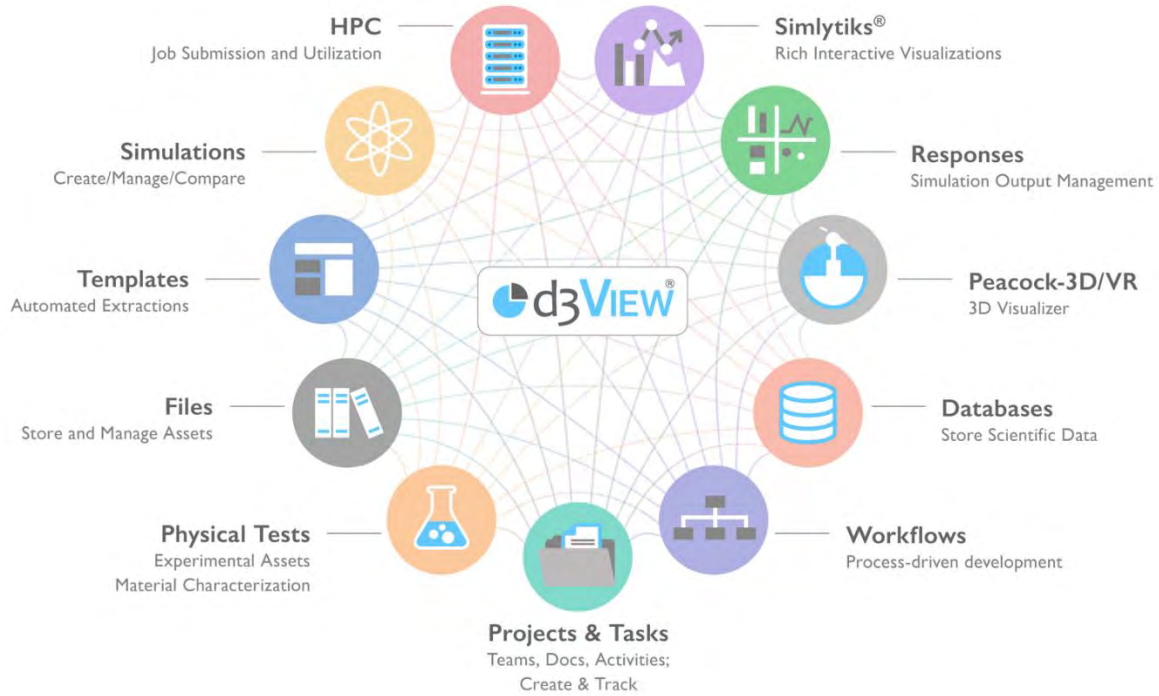 HPC
Job Submission and Utilization
Simlytiks®
Rich Interactive Visualizations
Simulations
Create/Manage/Compare
Responses
Simulation Output Management
Templates
Automated Extractions
d3VIEW®
Peacock-3D/VR
3D Visualizer
Files
Store and Manage Assets
Databases
Store Scientific Data
Physical Tests
Experimental Assets
Material Characterization
Workflows
Process-driven development
Projects & Tasks
Teams, Docs, Activities;
Create & Track